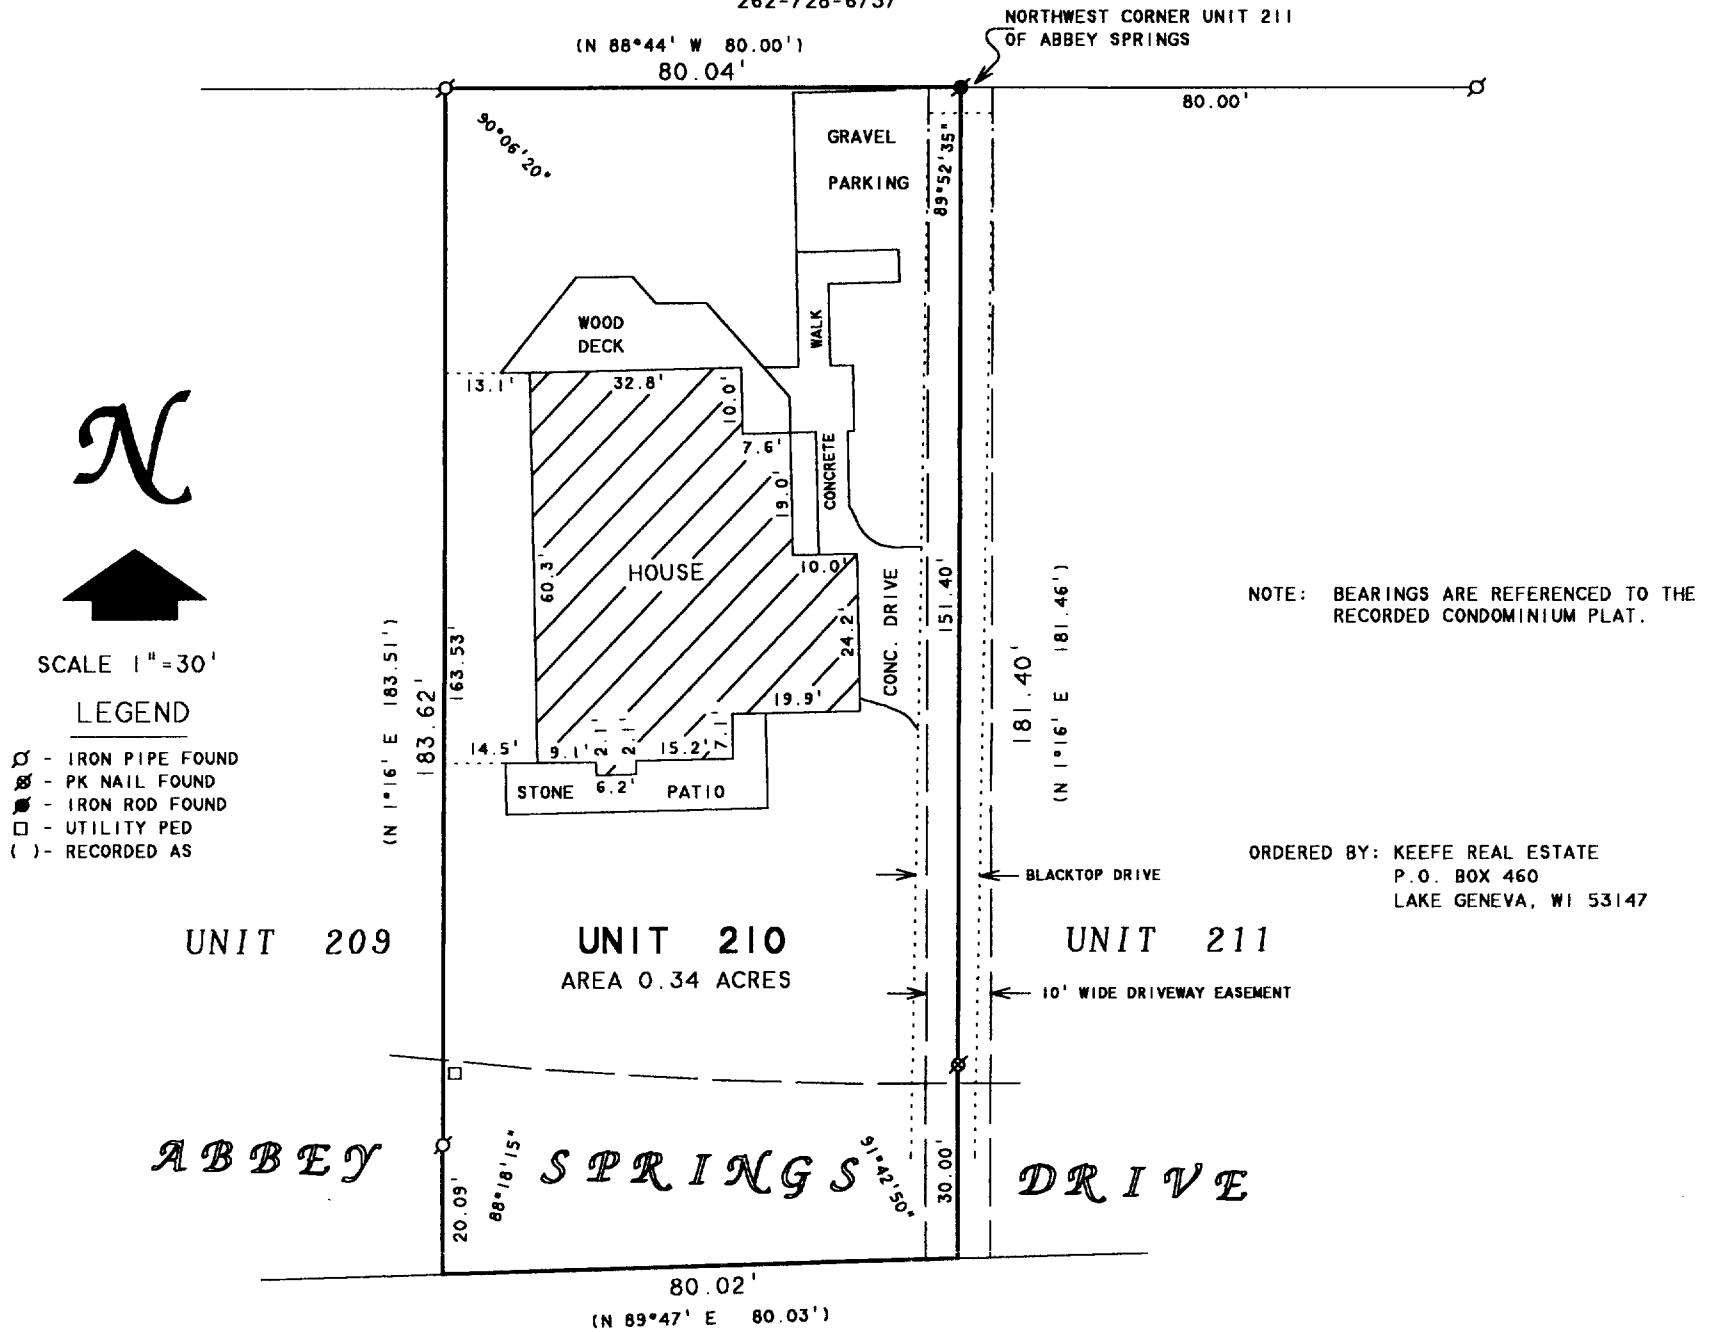 262-728-6737
NORTHWEST CORNER UNIT 211
OF ABBEY SPRINGS
(N 88°44' W 80.00')
80.04'
80.00'
90°06'20"
GRAVEL
PARKING
89°52'35"
WOOD
DECK
WALK
13.1'
32.8'
10.0'
7.6'
19.0'
CONCRETE
N
HOUSE
60.3'
10.0'
24.2'
CONC. DRIVE
151.40'
181.40'
(N 1°16' E 181.46')
NOTE: BEARINGS ARE REFERENCED TO THE
RECORDED CONDOMINIUM PLAT.
SCALE 1"=30'
(N 1°16' E 183.51')
183.62'
163.53'
19.9'
14.5'
9.1'
2.1'
2.1'
15.2'
7.1'
6.2'
STONE PATIO
LEGEND
- IRON PIPE FOUND
- PK NAIL FOUND
- IRON ROD FOUND
- UTILITY PED
( )- RECORDED AS
ORDERED BY: KEEFE REAL ESTATE
P.O. BOX 460
LAKE GENEVA, WI 53147
BLACKTOP DRIVE
UNIT 209
UNIT 210
AREA 0.34 ACRES
UNIT 211
10' WIDE DRIVEWAY EASEMENT
ABBEY SPRINGS DRIVE
20.09'
88°18'15"
91°42'50"
30.00'
80.02'
(N 89°47' E 80.03')